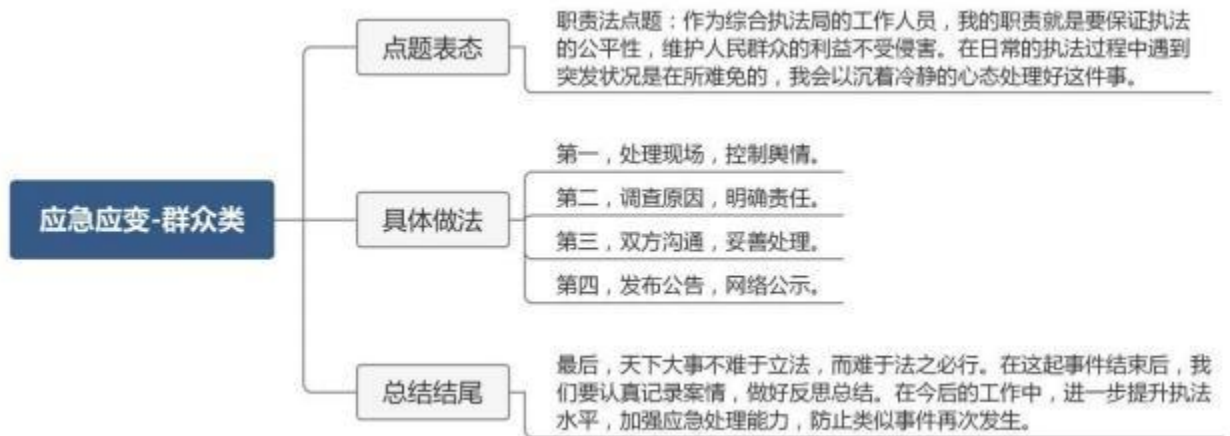 应急应变-群众类
点题表态
职责法点题：作为综合执法局的工作人员，我的职责就是要保证执法
的公平性，维护人民群众的利益不受侵害。在日常的执法过程中遇到
突发状况是在所难免的，我会以沉着冷静的心态处理好这件事。
具体做法
第一，处理现场，控制舆情。
第二，调查原因，明确责任。
第三，双方沟通，妥善处理。
第四，发布公告，网络公示。
总结结尾
最后，天下大事不难于立法，而难于法之必行。在这起事件结束后，我
们要认真记录案情，做好反思总结。在今后的工作中，进一步提升执法
水平，加强应急处理能力，防止类似事件再次发生。